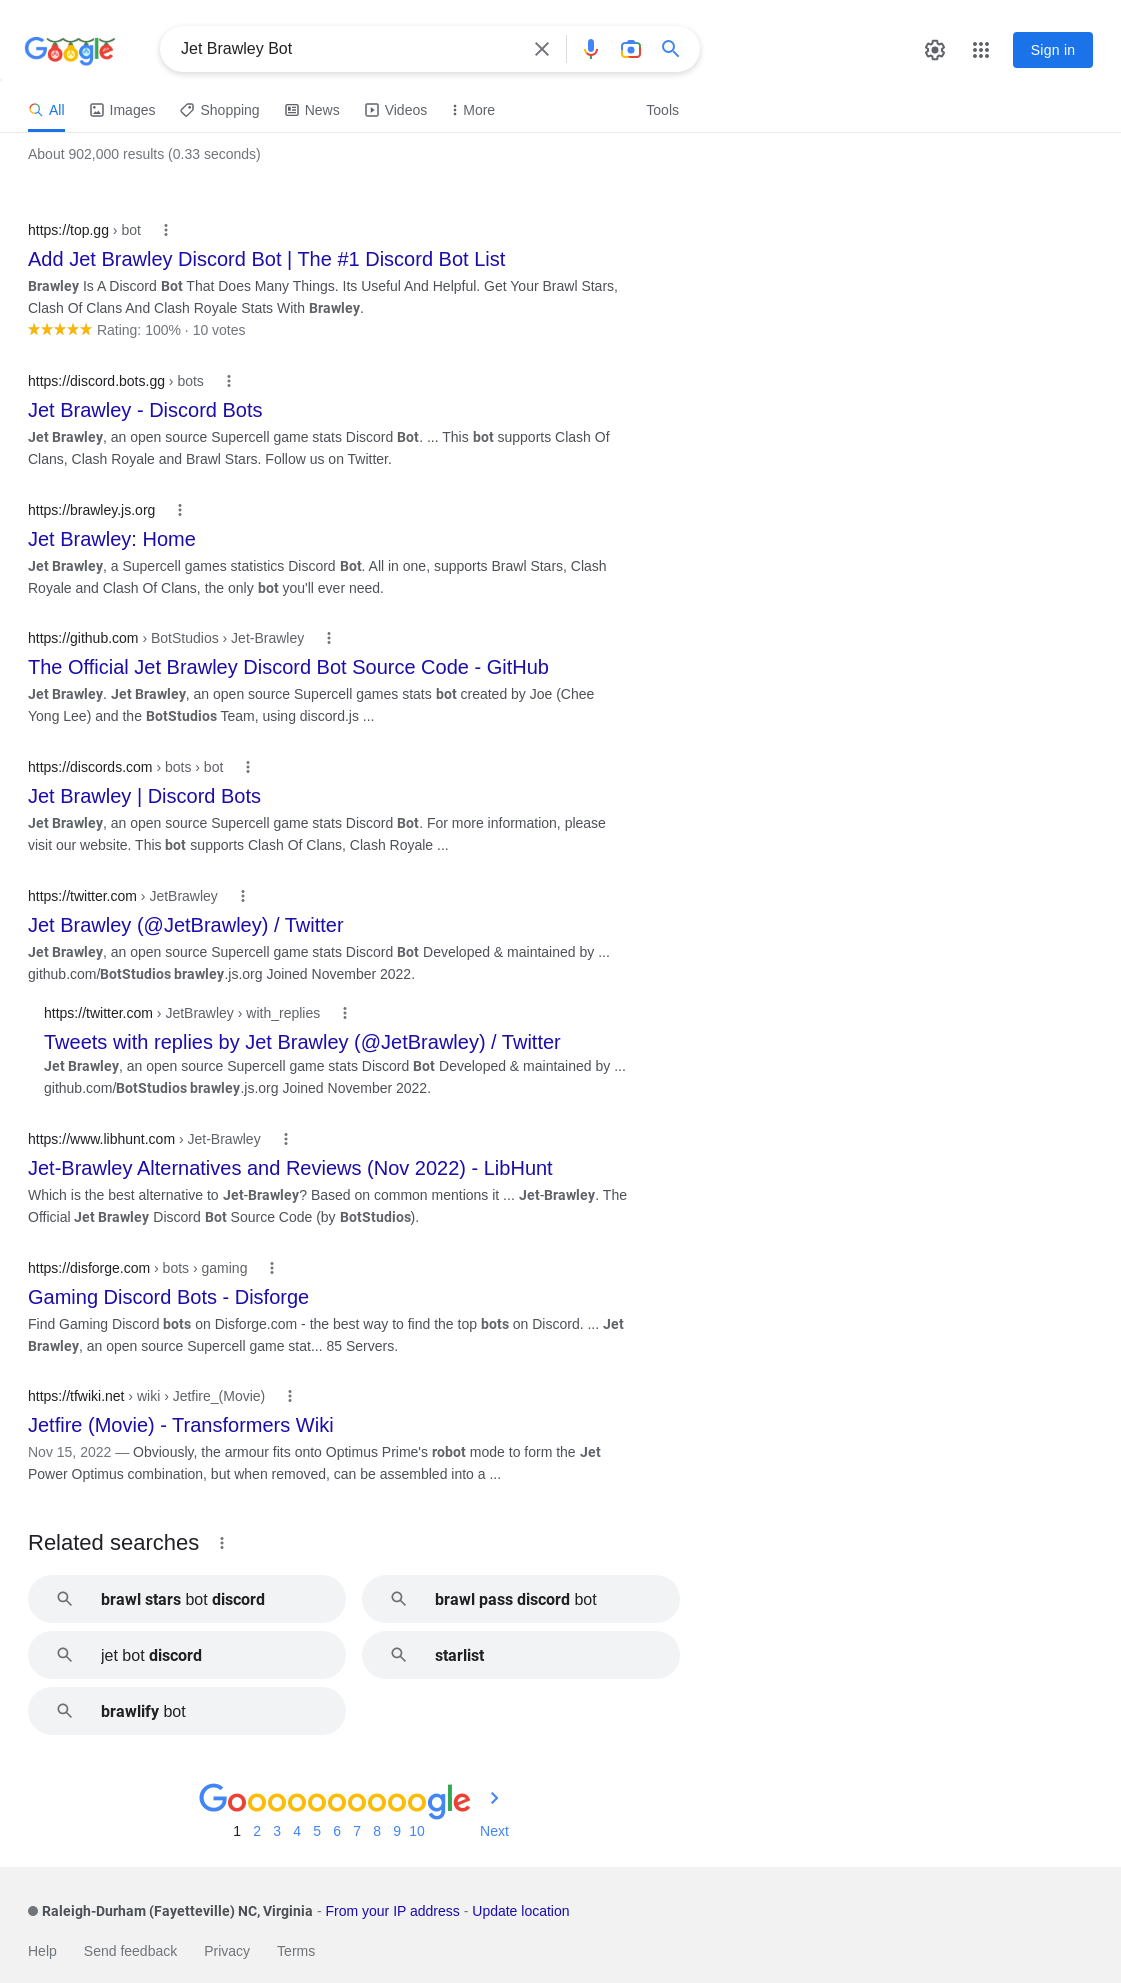 Google
Jet Brawley Bot
Sign in
All Images Shopping News Videos More Tools
About 902,000 results (0.33 seconds)
https://top.gg › bot
Add Jet Brawley Discord Bot | The #1 Discord Bot List
Brawley Is A Discord Bot That Does Many Things. Its Useful And Helpful. Get Your Brawl Stars,
Clash Of Clans And Clash Royale Stats With Brawley.
Rating: 100% · 10 votes
https://discord.bots.gg › bots
Jet Brawley - Discord Bots
Jet Brawley, an open source Supercell game stats Discord Bot. ... This bot supports Clash Of
Clans, Clash Royale and Brawl Stars. Follow us on Twitter.
https://brawley.js.org
Jet Brawley: Home
Jet Brawley, a Supercell games statistics Discord Bot. All in one, supports Brawl Stars, Clash
Royale and Clash Of Clans, the only bot you'll ever need.
https://github.com › BotStudios › Jet-Brawley
The Official Jet Brawley Discord Bot Source Code - GitHub
Jet Brawley. Jet Brawley, an open source Supercell games stats bot created by Joe (Chee
Yong Lee) and the BotStudios Team, using discord.js ...
https://discords.com › bots › bot
Jet Brawley | Discord Bots
Jet Brawley, an open source Supercell game stats Discord Bot. For more information, please
visit our website. This bot supports Clash Of Clans, Clash Royale ...
https://twitter.com › JetBrawley
Jet Brawley (@JetBrawley) / Twitter
Jet Brawley, an open source Supercell game stats Discord Bot Developed & maintained by ...
github.com/BotStudios brawley.js.org Joined November 2022.
https://twitter.com › JetBrawley › with_replies
Tweets with replies by Jet Brawley (@JetBrawley) / Twitter
Jet Brawley, an open source Supercell game stats Discord Bot Developed & maintained by ...
github.com/BotStudios brawley.js.org Joined November 2022.
https://www.libhunt.com › Jet-Brawley
Jet-Brawley Alternatives and Reviews (Nov 2022) - LibHunt
Which is the best alternative to Jet-Brawley? Based on common mentions it ... Jet-Brawley. The
Official Jet Brawley Discord Bot Source Code (by BotStudios).
https://disforge.com › bots › gaming
Gaming Discord Bots - Disforge
Find Gaming Discord bots on Disforge.com - the best way to find the top bots on Discord. ... Jet
Brawley, an open source Supercell game stat... 85 Servers.
https://tfwiki.net › wiki › Jetfire_(Movie)
Jetfire (Movie) - Transformers Wiki
Nov 15, 2022 — Obviously, the armour fits onto Optimus Prime's robot mode to form the Jet
Power Optimus combination, but when removed, can be assembled into a ...
Related searches
brawl stars bot discord
brawl pass discord bot
jet bot discord
starlist
brawlify bot
Goooooooooogle
1 2 3 4 5 6 7 8 9 10 Next
Raleigh-Durham (Fayetteville) NC, Virginia - From your IP address - Update location
Help Send feedback Privacy Terms